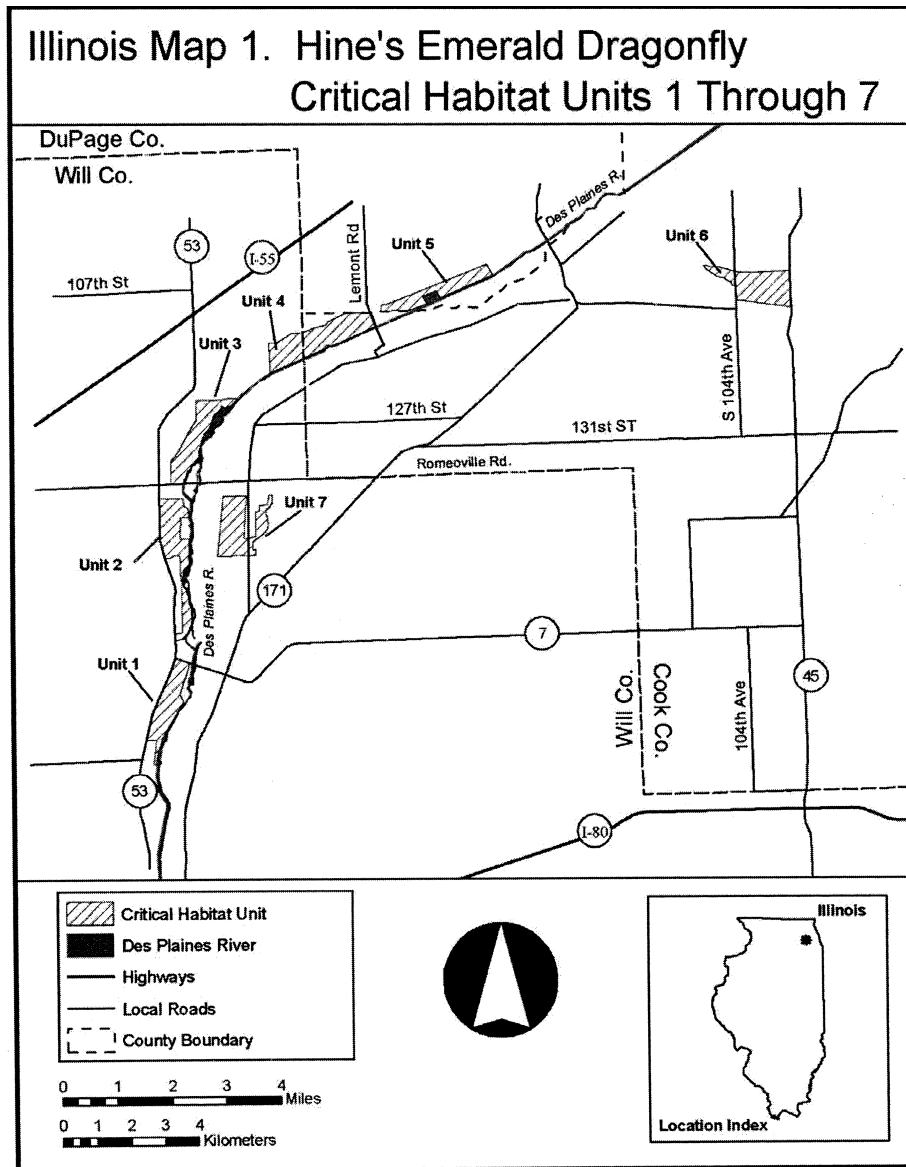 Illinois Map 1. Hine's Emerald Dragonfly
Critical Habitat Units 1 Through 7
DuPage Co.
Will Co.
53
I-55
107th St
Lemont Rd
Unit 5
Des Plaines R.
Unit 6
Unit 4
Unit 3
S 104th Ave
127th St
131st ST
Romeoville Rd.
Unit 7
Unit 2
Des Plaines R.
171
7
Unit 1
Will Co.
Cook Co.
104th Ave
45
53
I-80
Critical Habitat Unit
Des Plaines River
Highways
Local Roads
County Boundary
0 1 2 3 4
Miles
0 1 2 3 4
Kilometers
Illinois
Location Index